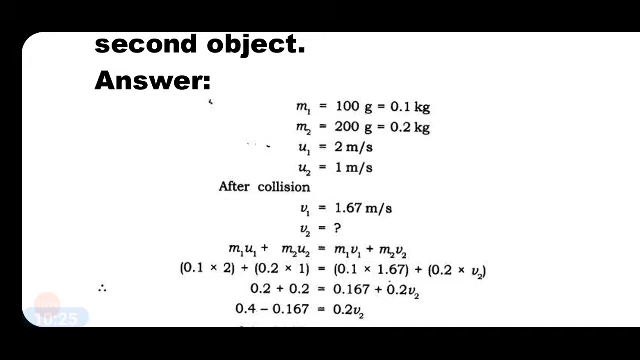 second object.
Answer:
m₁ = 100 g = 0.1 kg
m₂ = 200 g = 0.2 kg
u₁ = 2 m/s
u₂ = 1 m/s
After collision
v₁ = 1.67 m/s
v₂ = ?
m₁u₁ + m₂u₂ = m₁v₁ + m₂v₂
(0.1 × 2) + (0.2 × 1) = (0.1 × 1.67) + (0.2 × v₂)
∴ 0.2 + 0.2 = 0.167 + 0.2v₂
0.4 – 0.167 = 0.2v₂
10:25